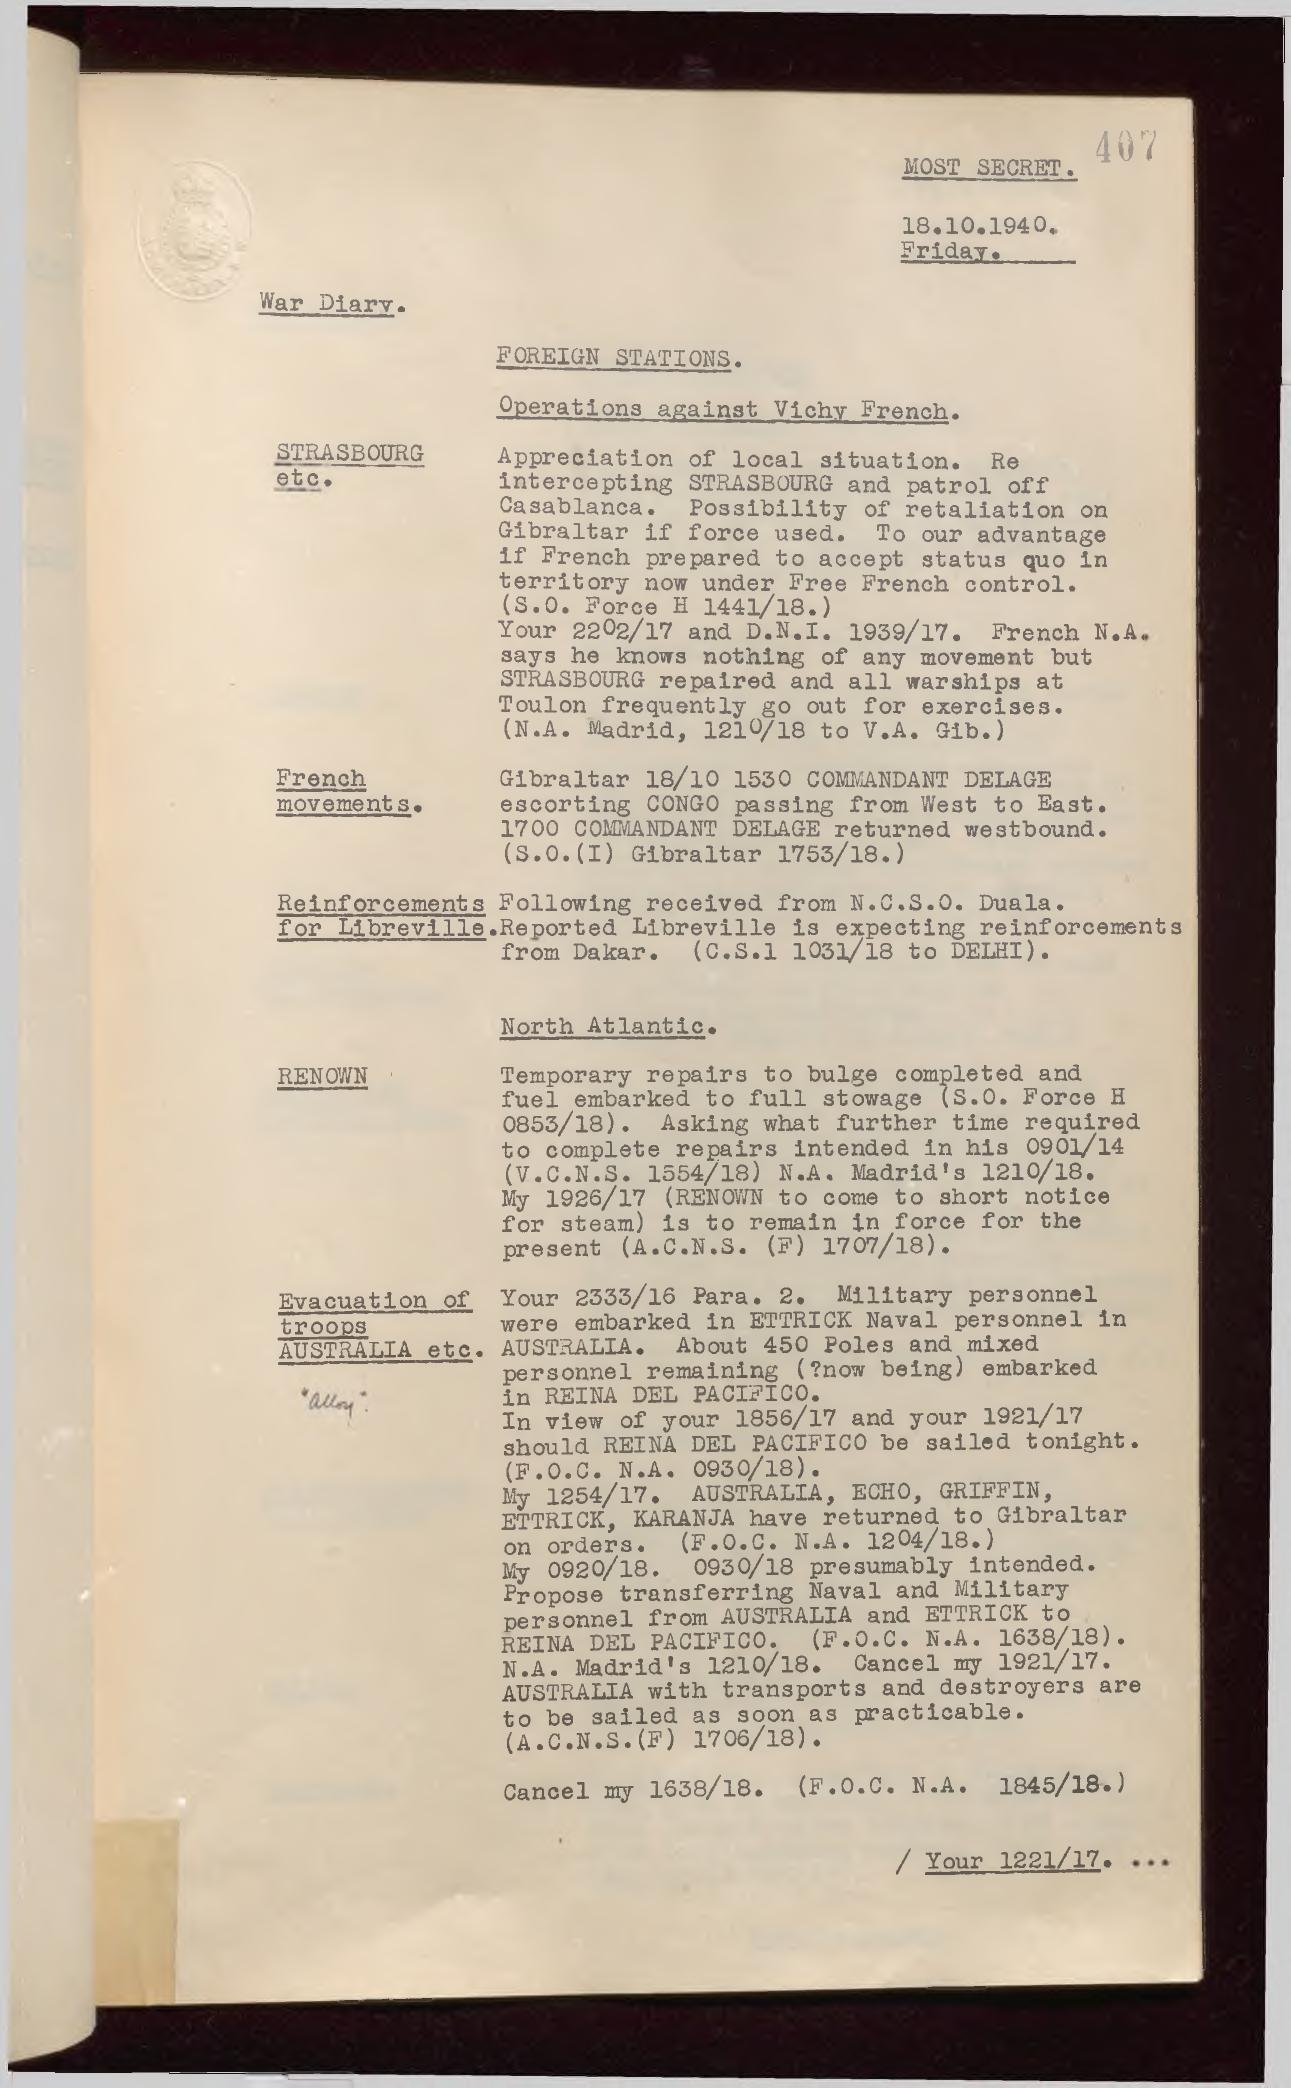 407
MOST SECRET.
18.10.1940.
Friday.
War Diary.
FOREIGN STATIONS.
Operations against Vichy French.
STRASBOURG
etc.
Appreciation of local situation. Re
intercepting STRASBOURG and patrol off
Casablanca. Possibility of retaliation on
Gibraltar if force used. To our advantage
if French prepared to accept status quo in
territory now under Free French control.
(S.O. Force H 1441/18.)
Your 2202/17 and D.N.I. 1939/17. French N.A.
says he knows nothing of any movement but
STRASBOURG repaired and all warships at
Toulon frequently go out for exercises.
(N.A. Madrid, 1210/18 to V.A. Gib.)
French
movements.
Gibraltar 18/10 1530 COMMANDANT DELAGE
escorting CONGO passing from West to East.
1700 COMMANDANT DELAGE returned westbound.
(S.O.(I) Gibraltar 1753/18.)
Reinforcements
for Libreville.
Following received from N.C.S.O. Duala.
Reported Libreville is expecting reinforcements
from Dakar. (C.S.1 1031/18 to DELHI).
North Atlantic.
RENOWN
Temporary repairs to bulge completed and
fuel embarked to full stowage (S.O. Force H
0853/18). Asking what further time required
to complete repairs intended in his 0901/14
(V.C.N.S. 1554/18) N.A. Madrid's 1210/18.
My 1926/17 (RENOWN to come to short notice
for steam) is to remain in force for the
present (A.C.N.S. (F) 1707/18).
Evacuation of
troops
AUSTRALIA etc.
"Alloy".
Your 2333/16 Para. 2. Military personnel
were embarked in ETTRICK Naval personnel in
AUSTRALIA. About 450 Poles and mixed
personnel remaining (?now being) embarked
in REINA DEL PACIFICO.
In view of your 1856/17 and your 1921/17
should REINA DEL PACIFICO be sailed tonight.
(F.O.C. N.A. 0930/18).
My 1254/17. AUSTRALIA, ECHO, GRIFFIN,
ETTRICK, KARANJA have returned to Gibraltar
on orders. (F.O.C. N.A. 1204/18.)
My 0920/18. 0930/18 presumably intended.
Propose transferring Naval and Military
personnel from AUSTRALIA and ETTRICK to
REINA DEL PACIFICO. (F.O.C. N.A. 1638/18).
N.A. Madrid's 1210/18. Cancel my 1921/17.
AUSTRALIA with transports and destroyers are
to be sailed as soon as practicable.
(A.C.N.S.(F) 1706/18).
Cancel my 1638/18. (F.O.C. N.A. 1845/18.)
/ Your 1221/17. ...